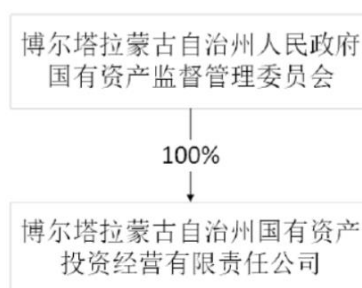 博尔塔拉蒙古自治州人民政府
国有资产监督管理委员会
100%
博尔塔拉蒙古自治州国有资产
投资经营有限责任公司